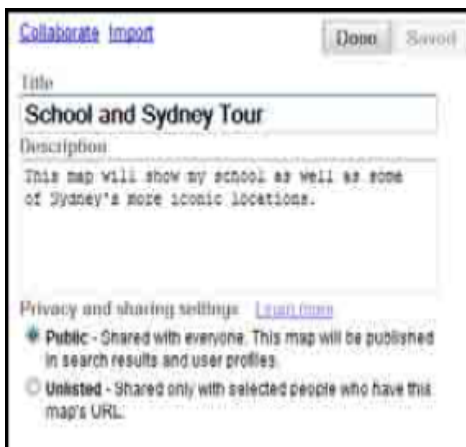 Collaborate Import Done Saved
Title
School and Sydney Tour
Description
This map will show my school as well as some
of Sydney's more iconic locations.
Privacy and sharing settings Learn more
Public - Shared with everyone. This map will be published
in search results and user profiles.
Unlisted - Shared only with selected people who have this
map's URL.